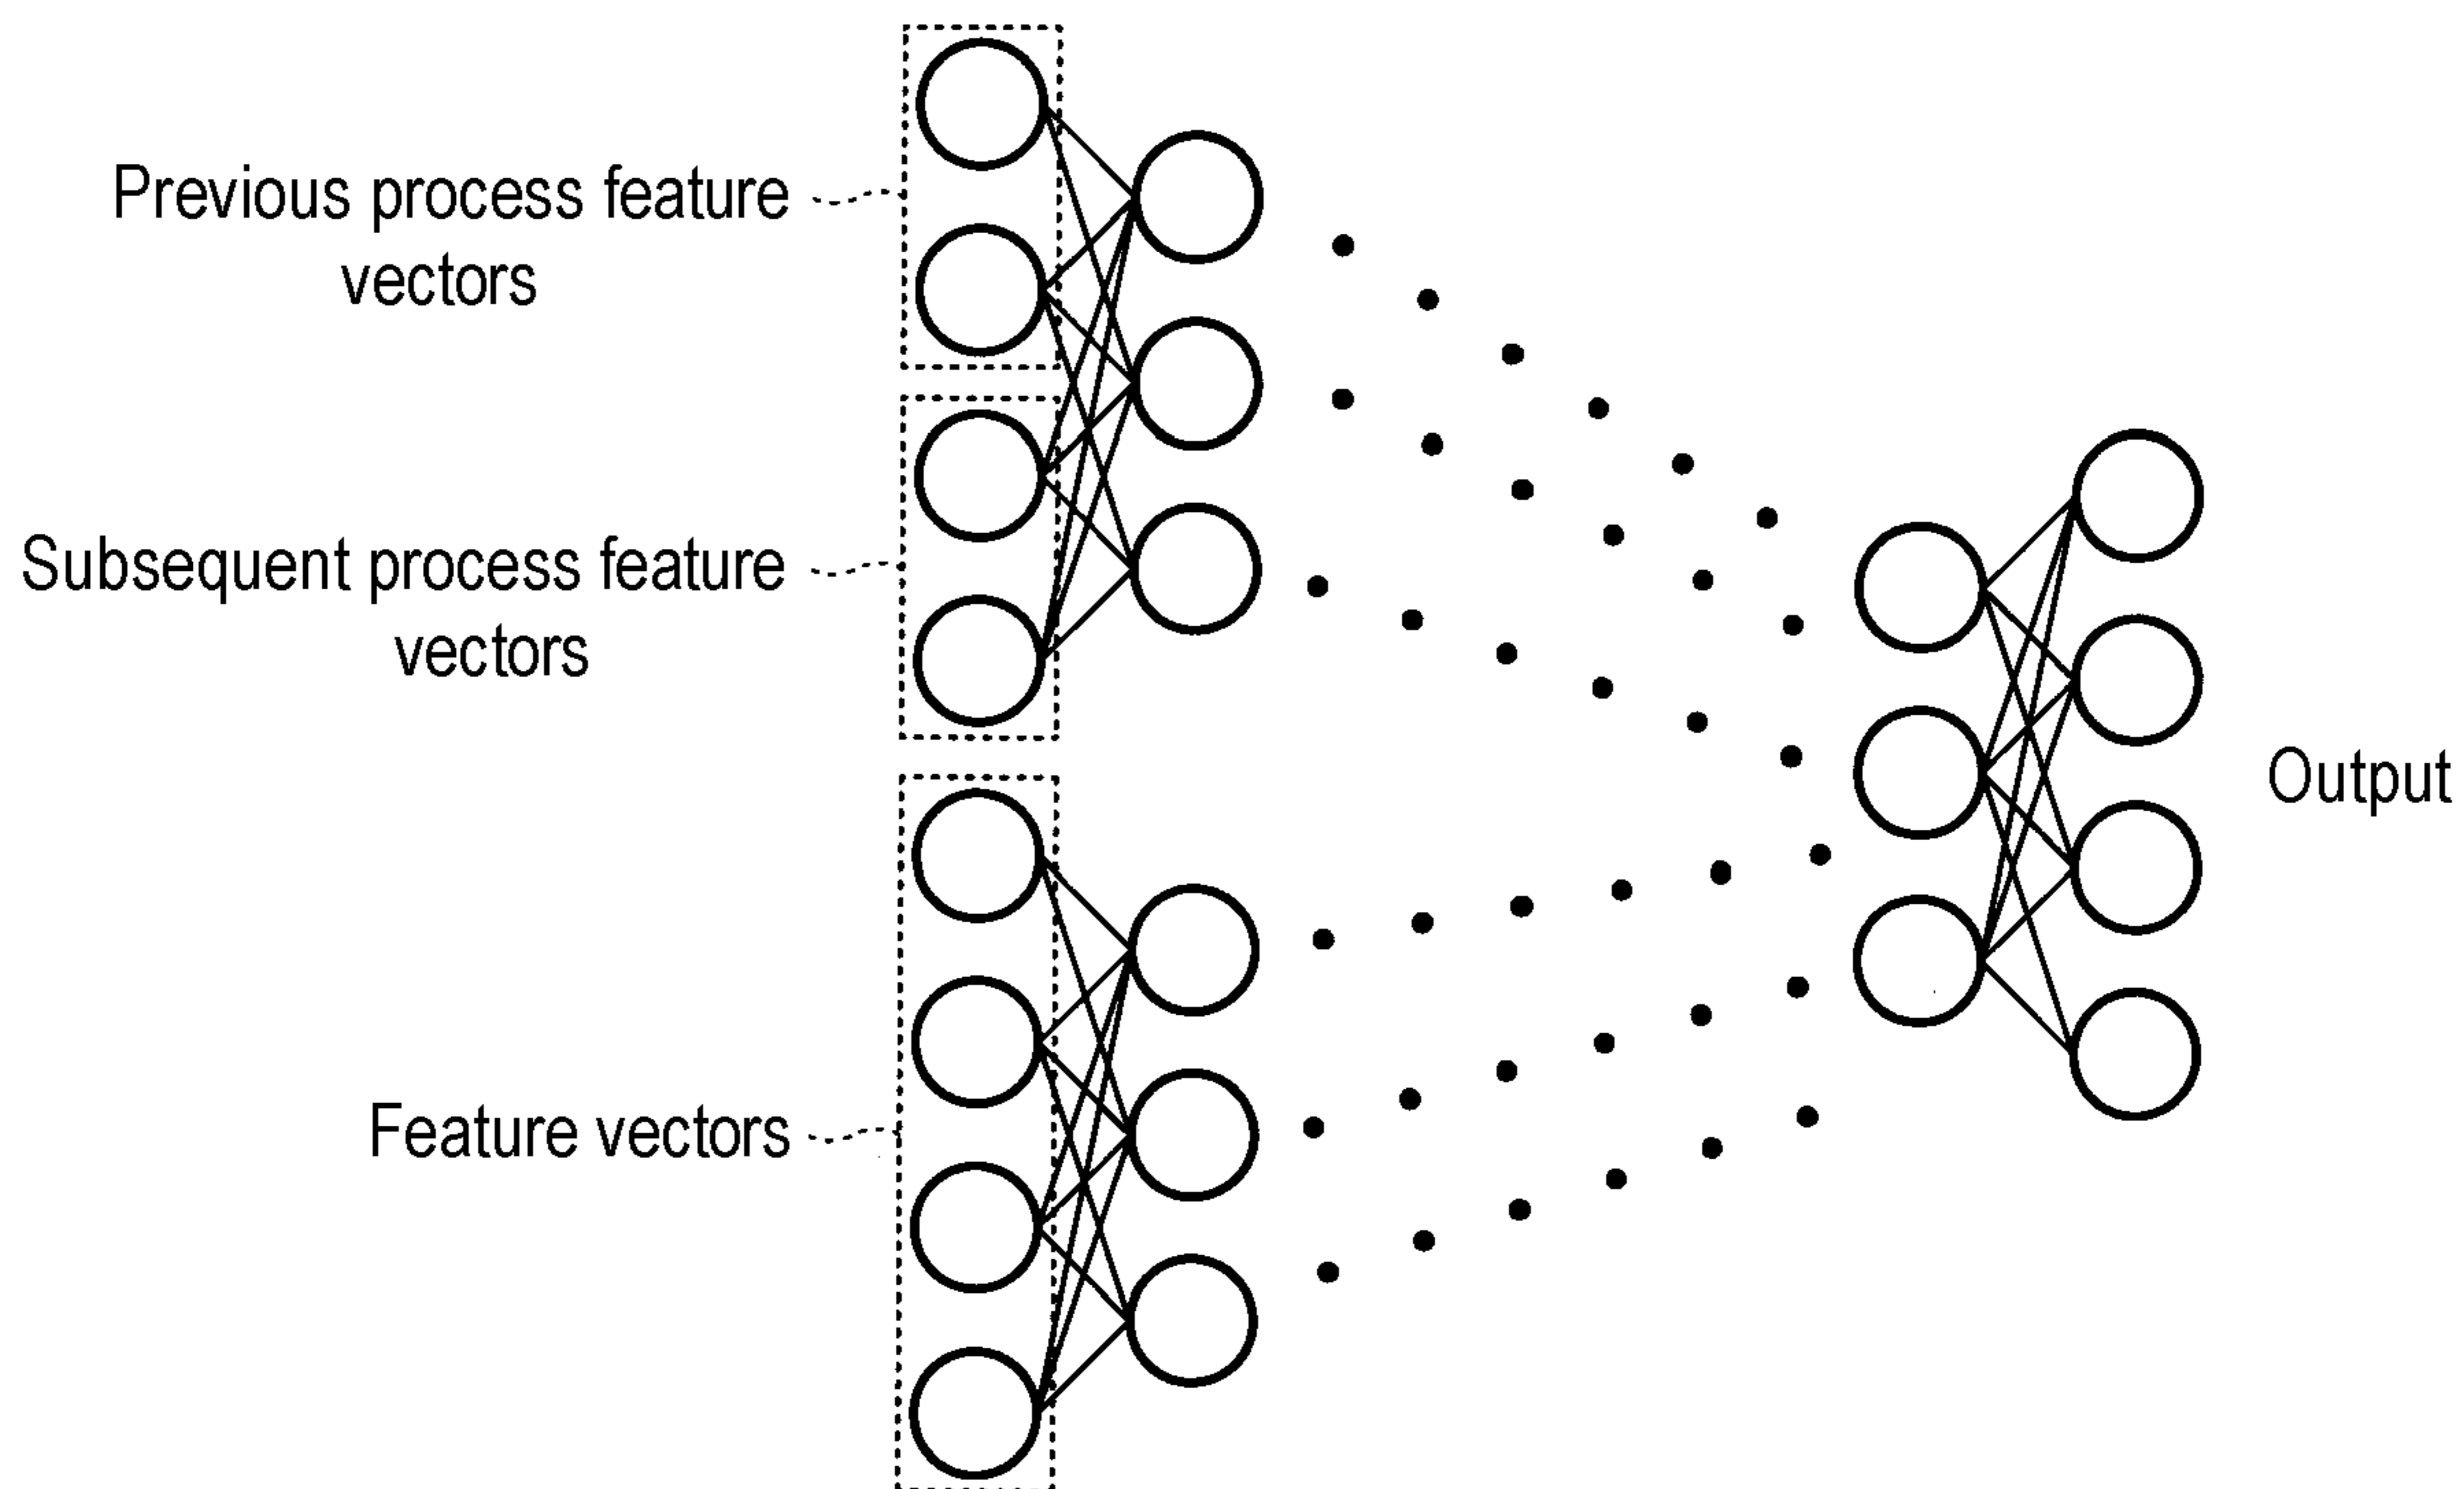 Previous process feature
vectors
Subsequent process feature
vectors
Output
Feature vectors